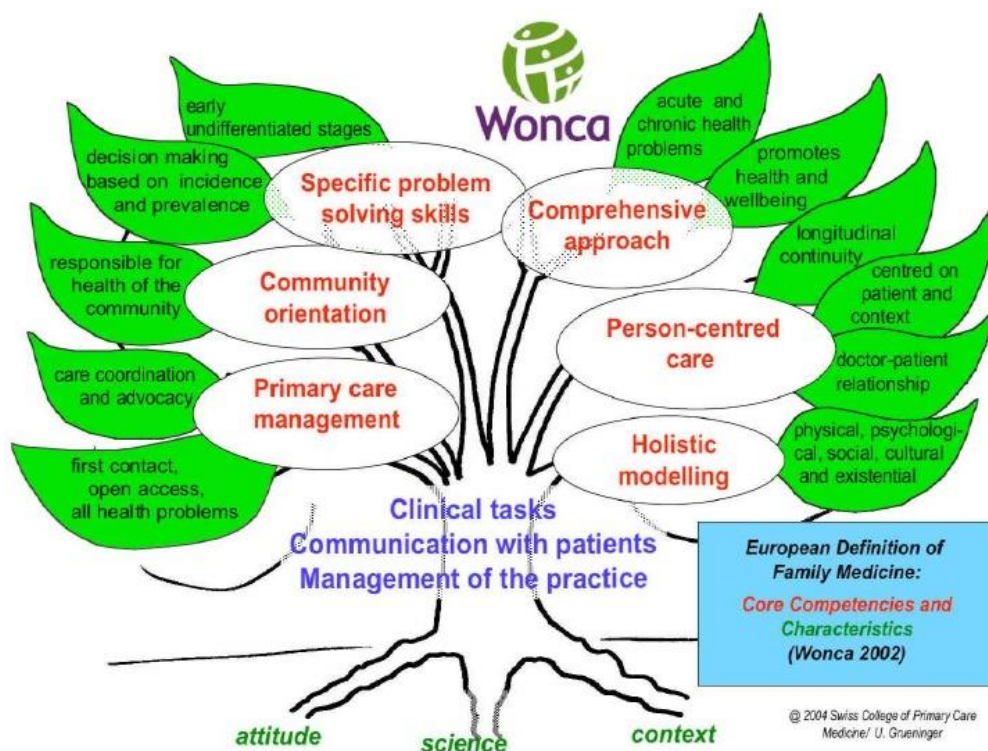 Wonca
early
undifferentiated stages
decision making
based on incidence
and prevalence
Specific problem
solving skills
acute and
chronic health
problems
promotes
health and
wellbeing
Comprehensive
approach
responsible for
health of the
community
Community
orientation
longitudinal
continuity
centred on
patient and
context
Person-centred
care
doctor-patient
relationship
care coordination
and advocacy
Primary care
management
Holistic
modelling
physical, psychologi-
cal, social, cultural
and existential
first contact,
open access,
all health problems
Clinical tasks
Communication with patients
Management of the practice
European Definition of
Family Medicine:
Core Competencies and
Characteristics
(Wonca 2002)
attitude
science
context
@ 2004 Swiss College of Primary Care
Medicine/ U. Grueninger